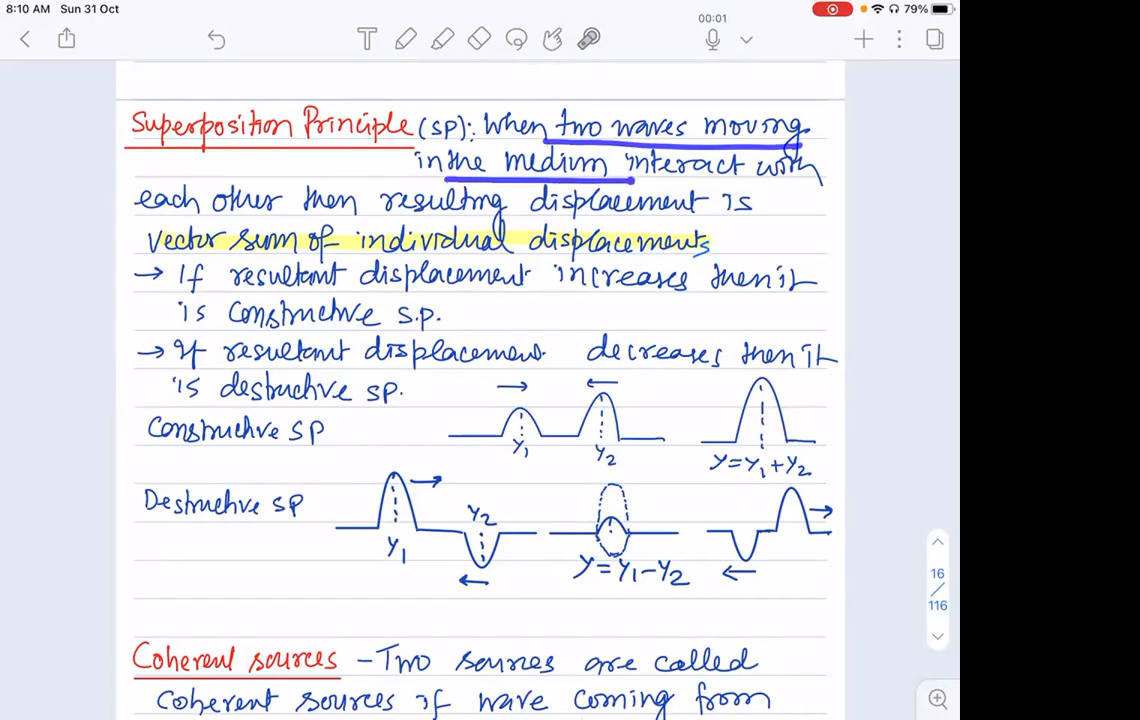 8:10 AM Sun 31 Oct
79%
00:01
T
Superposition Principle (SP): When two waves moving
in the medium interact with
each other then resulting displacement is
vector sum of individual displacements
→ If resultant displacement increases then it
is constructive S.P.
→ If resultant displacement. decreases then it
is destructive SP.
Constructive SP
y₁
y₂
y=y₁+y₂
Destructive SP
y₁
y₂
y=y₁-y₂
16
/
116
Coherent sources - Two sources are called
coherent sources if wave coming from